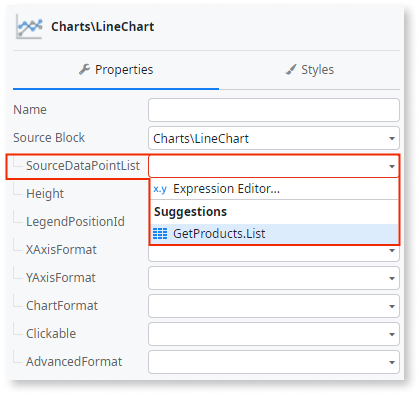 Charts\LineChart
Properties
Styles
Name
Source Block Charts\LineChart
SourceDataPointList
x.y Expression Editor...
Height
Suggestions
LegendPositionId
GetProducts.List
XAxisFormat
YAxisFormat
ChartFormat
Clickable
AdvancedFormat